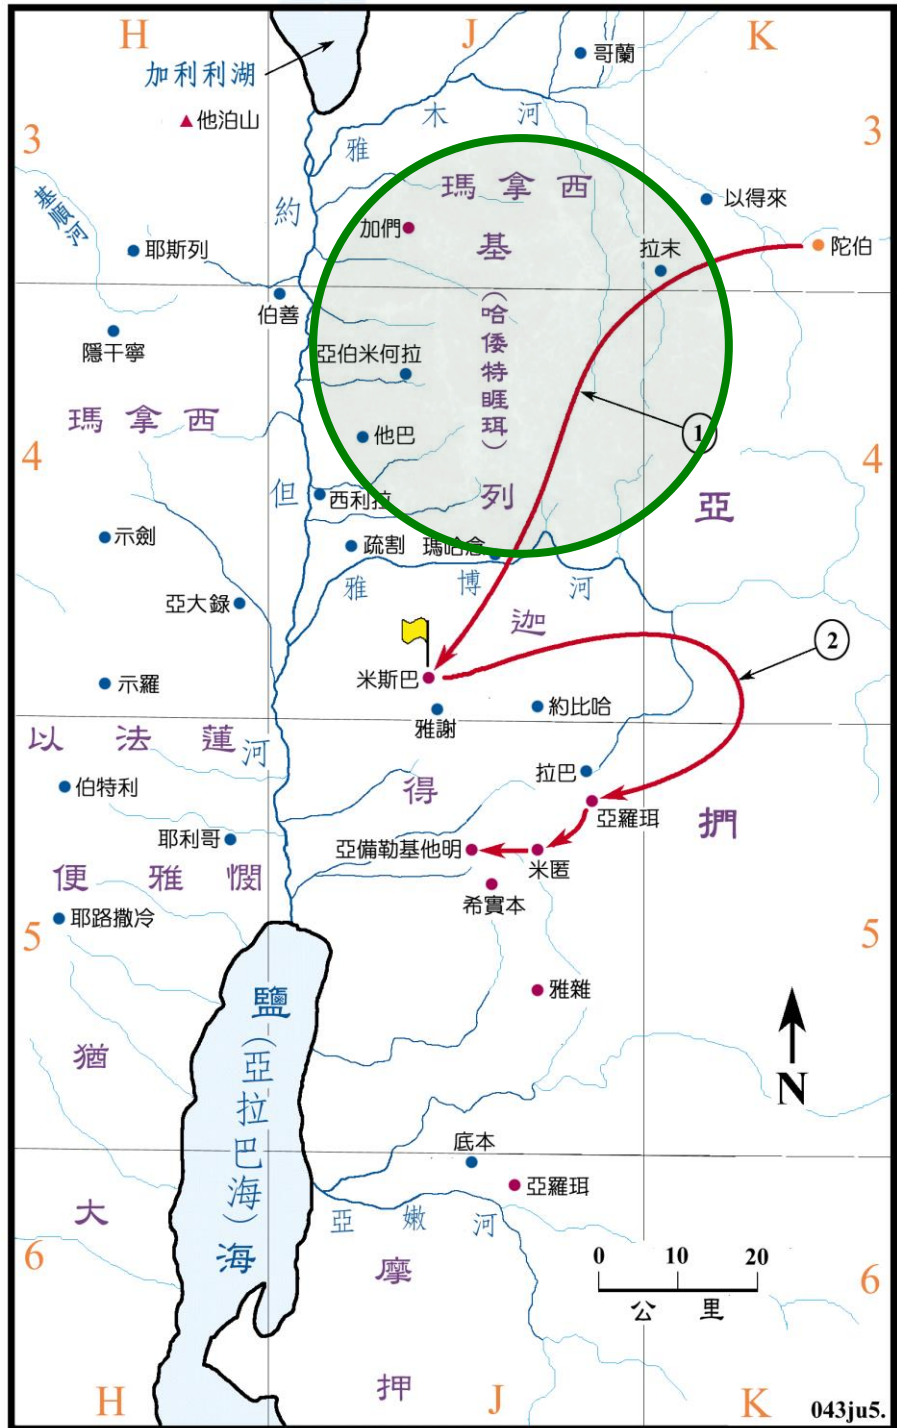 H
J
K
哥蘭
加利利湖
他泊山
3
雅木河
3
瑪拿西
基順河
約
以得來
加們
耶斯列
基
拉末
陀伯
伯善
(哈倭特睚珥)
隱干寧
亞伯米何拉
瑪拿西
1
他巴
4
4
但
西利拉
列
亞
示劍
疏割
瑪哈念
雅博河
亞大錄
迦
2
示羅
米斯巴
約比哈
雅謝
以法蓮
河
拉巴
伯特利
得
亞羅珥
捫
耶利哥
亞備勒基他明
米匿
便雅憫
希實本
耶路撒冷
5
5
雅雜
鹽(亞拉巴海)海
猶
N
底本
亞羅珥
大
亞嫩河
6
0 10 20
6
摩
公里
押
H
J
K
043ju5.